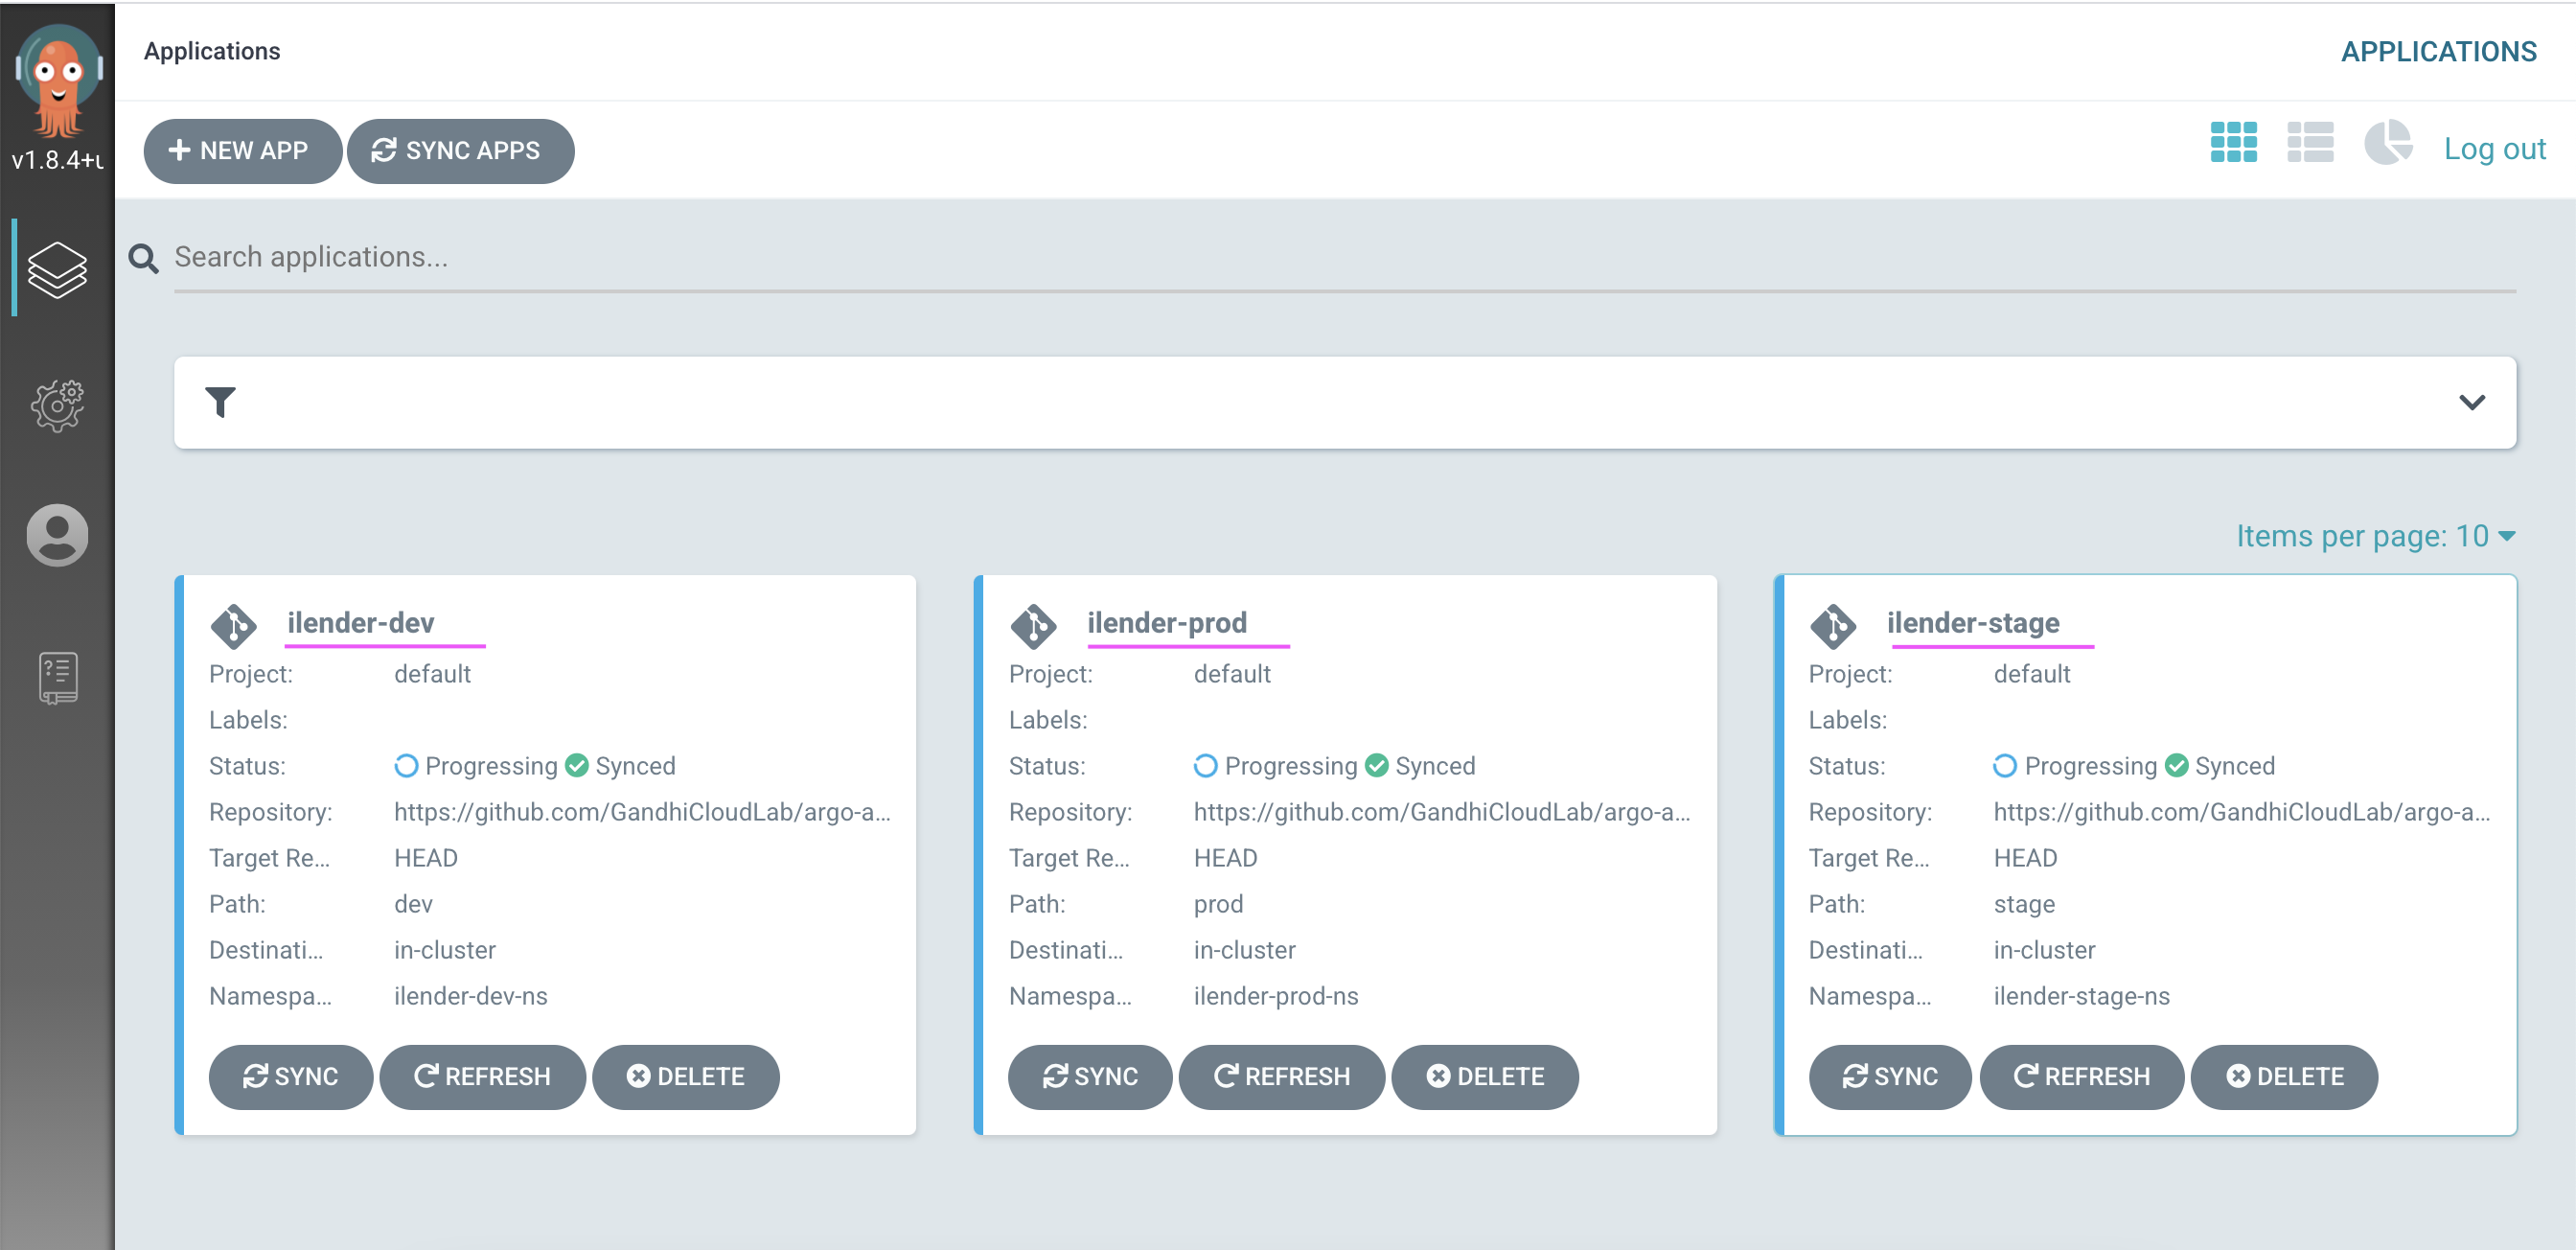 Applications
APPLICATIONS
v1.8.4+
NEW APP
SYNC APPS
Log out
Search applications...
Items per page: 10
ilender-dev
Project: default
Labels:
Status: Progressing Synced
Repository: https://github.com/GandhiCloudLab/argo-a...
Target Re... HEAD
Path: dev
Destinati... in-cluster
Namespa... ilender-dev-ns
SYNC REFRESH DELETE
ilender-prod
Project: default
Labels:
Status: Progressing Synced
Repository: https://github.com/GandhiCloudLab/argo-a...
Target Re... HEAD
Path: prod
Destinati... in-cluster
Namespa... ilender-prod-ns
SYNC REFRESH DELETE
ilender-stage
Project: default
Labels:
Status: Progressing Synced
Repository: https://github.com/GandhiCloudLab/argo-a...
Target Re... HEAD
Path: stage
Destinati... in-cluster
Namespa... ilender-stage-ns
SYNC REFRESH DELETE